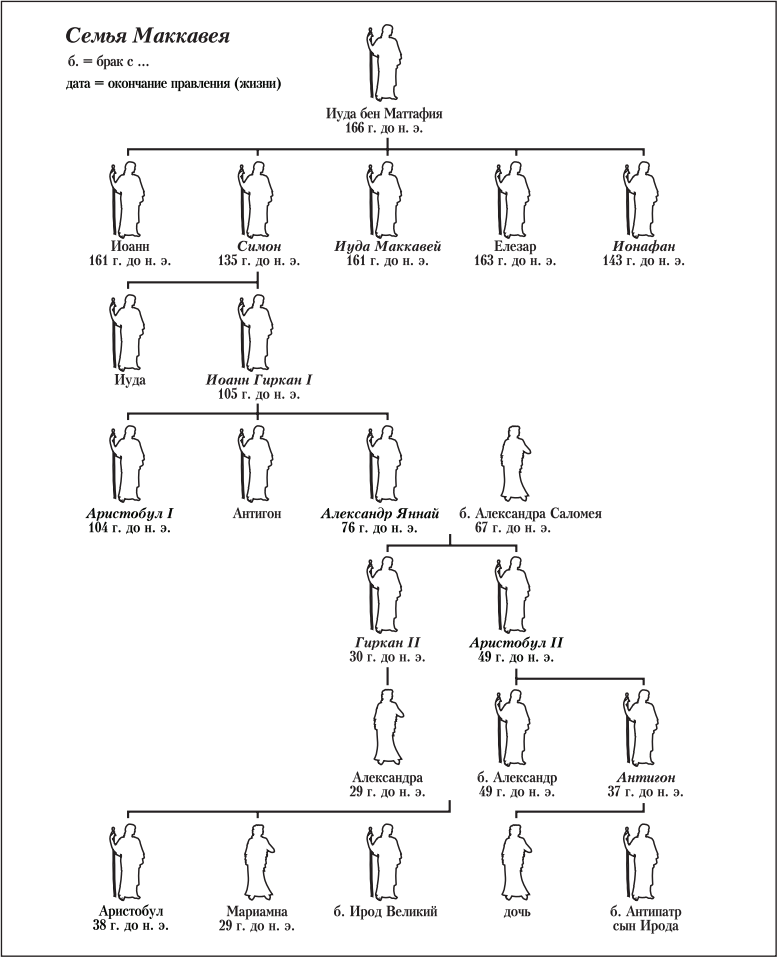 Семья Маккавея
б. = брак с ...
дата = окончание правления (жизни)
Иуда бен Маттафия
166 г. до н. э.
Иоанн
161 г. до н. э.
Симон
135 г. до н. э.
Иуда Маккавей
161 г. до н. э.
Елезар
163 г. до н. э.
Ионафан
143 г. до н. э.
Иуда
Иоанн Гиркан I
105 г. до н. э.
Аристобул I
104 г. до н. э.
Антигон
Александр Яннай
76 г. до н. э.
б. Александра Саломея
67 г. до н. э.
Гиркан II
30 г. до н. э.
Аристобул II
49 г. до н. э.
Александра
29 г. до н. э.
б. Александр
49 г. до н. э.
Антигон
37 г. до н. э.
Аристобул
38 г. до н. э.
Мариамна
29 г. до н. э.
б. Ирод Великий
дочь
б. Антипатр
сын Ирода